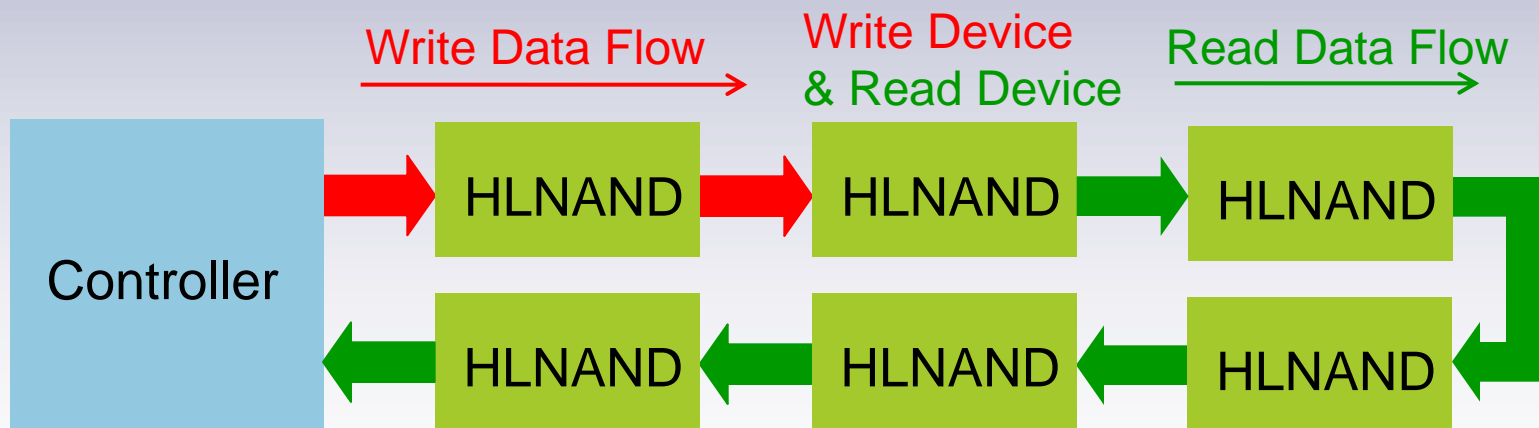 Write Data Flow
Write Device
& Read Device
Read Data Flow
HLNAND
HLNAND
HLNAND
Controller
HLNAND
HLNAND
HLNAND